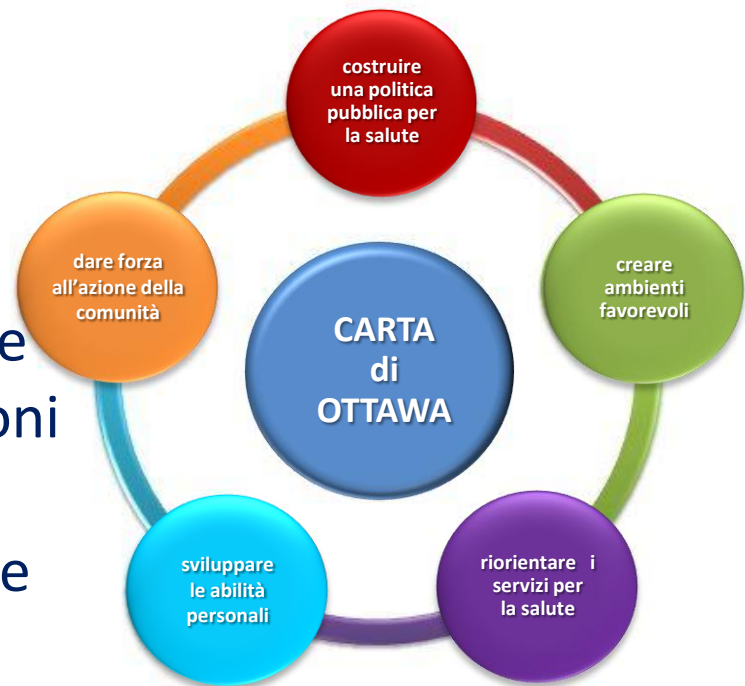 costruire
una politica
pubblica per
la salute
dare forza
all'azione della
comunità
creare
ambienti
favorevoli
CARTA
di
OTTAWA
e
oni
e
sviluppare
le abilità
personali
riorientare i
servizi per
la salute